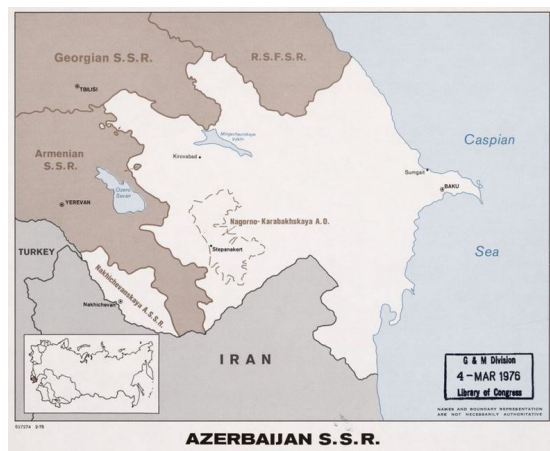 Georgian S.S.R.
R.S.F.S.R.
TBILISI
Mingechaurskoye
Vdkhr.
Kirovabad
Armenian
S.S.R.
Ozero
Sevan
YEREVAN
Caspian
Sumgait
BAKU
Nagorno-Karabakhskaya A.O.
Stepanakert
Sea
TURKEY
Nakhichevanskaya A.S.S.R.
Nakhichevan'
IRAN
G & M Division
4-MAR 1976
Library of Congress
NAMES AND BOUNDARY REPRESENTATION
ARE NOT NECESSARILY AUTHORITATIVE
AZERBAIJAN S.S.R.